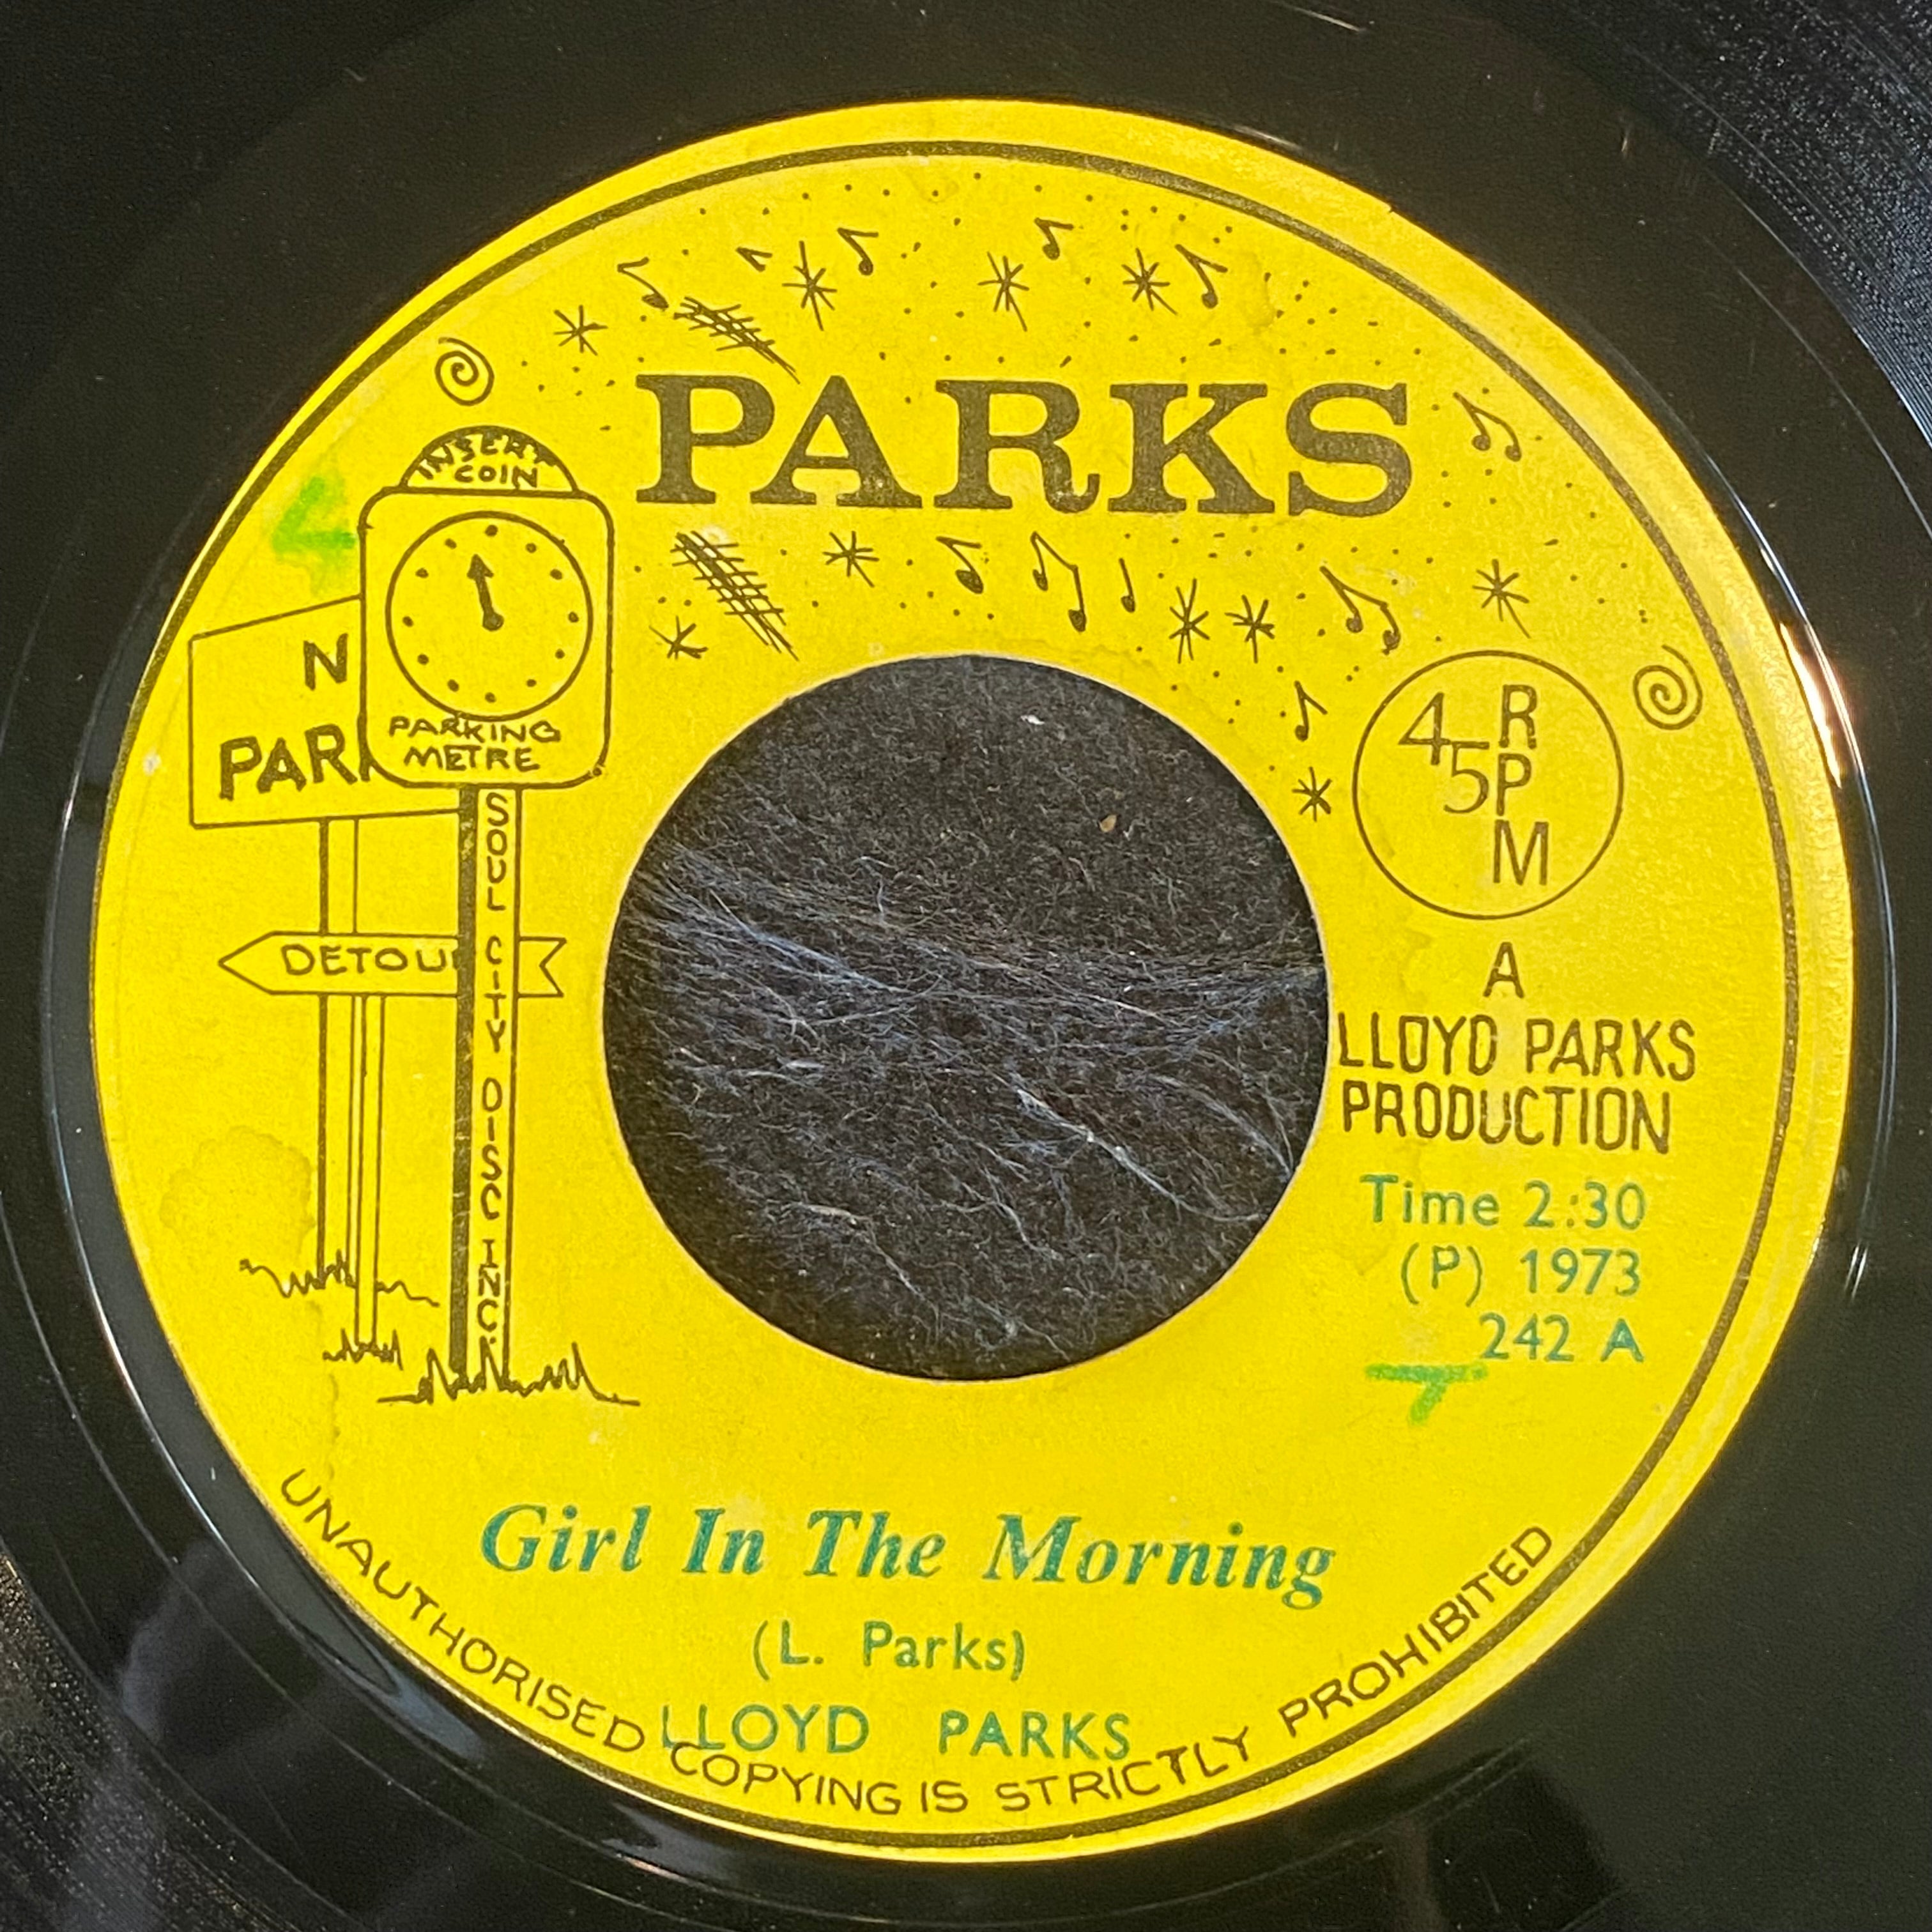 PARKS
INSERT
COIN
PARKING
METRE
N
PAR
DETOU
SOUL CITY DISC INC.
45 RPM
A
LLOYD PARKS
PRODUCTION
Time 2:30
(P) 1973
242 A
Girl In The Morning
(L. Parks)
LLOYD PARKS
UNAUTHORISED COPYING IS STRICTLY PROHIBITED